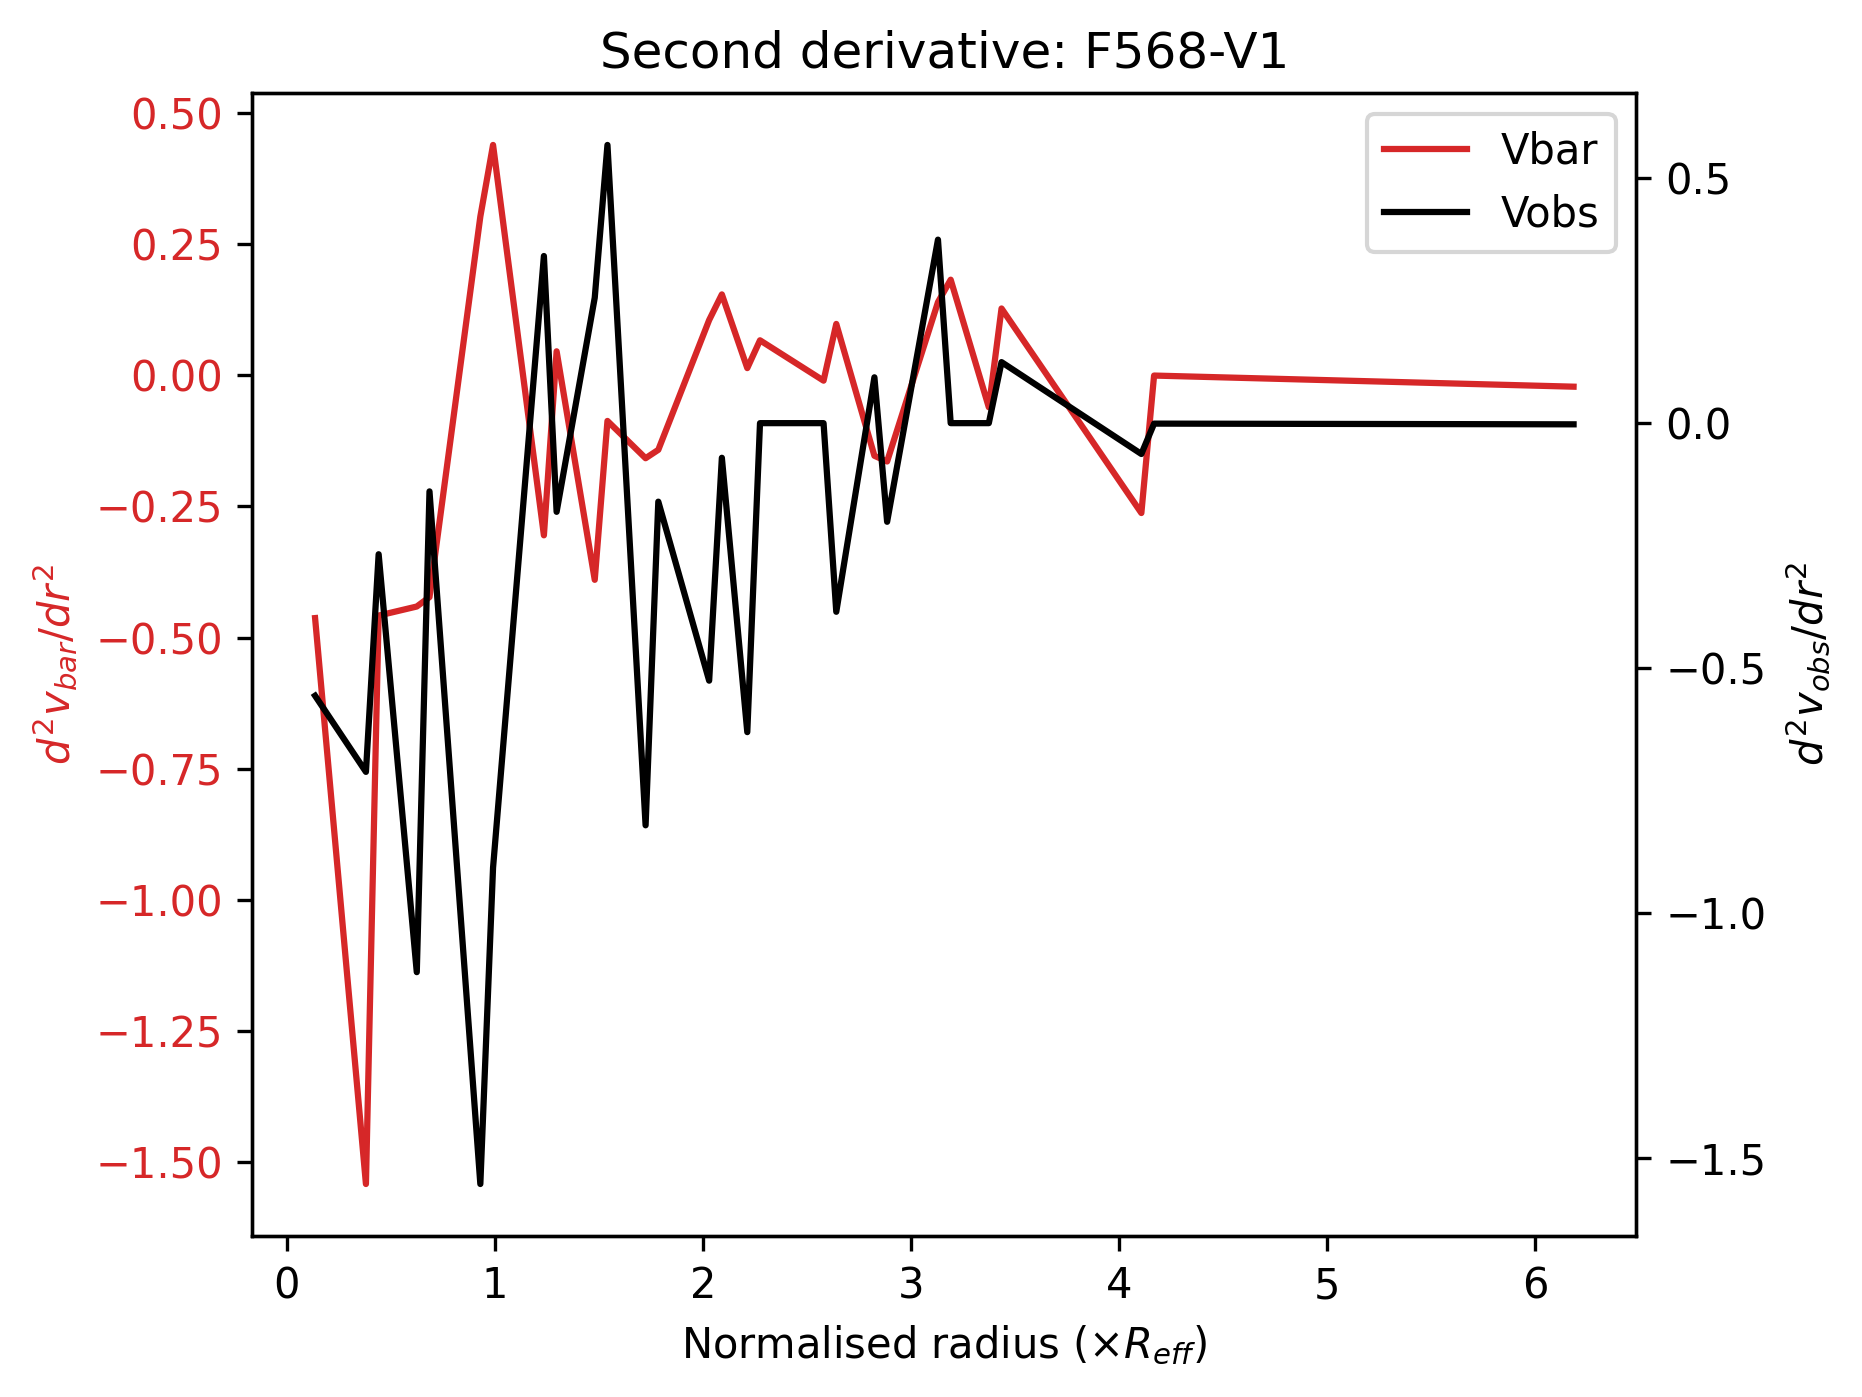 Second derivative: F568-V1
0.50
0.25
0.00
−0.25
−0.50
−0.75
−1.00
−1.25
−1.50
d²v_bar/dr²
Vbar
Vobs
0.5
0.0
−0.5
−1.0
−1.5
d²v_obs/dr²
0 1 2 3 4 5 6
Normalised radius (×R_eff)